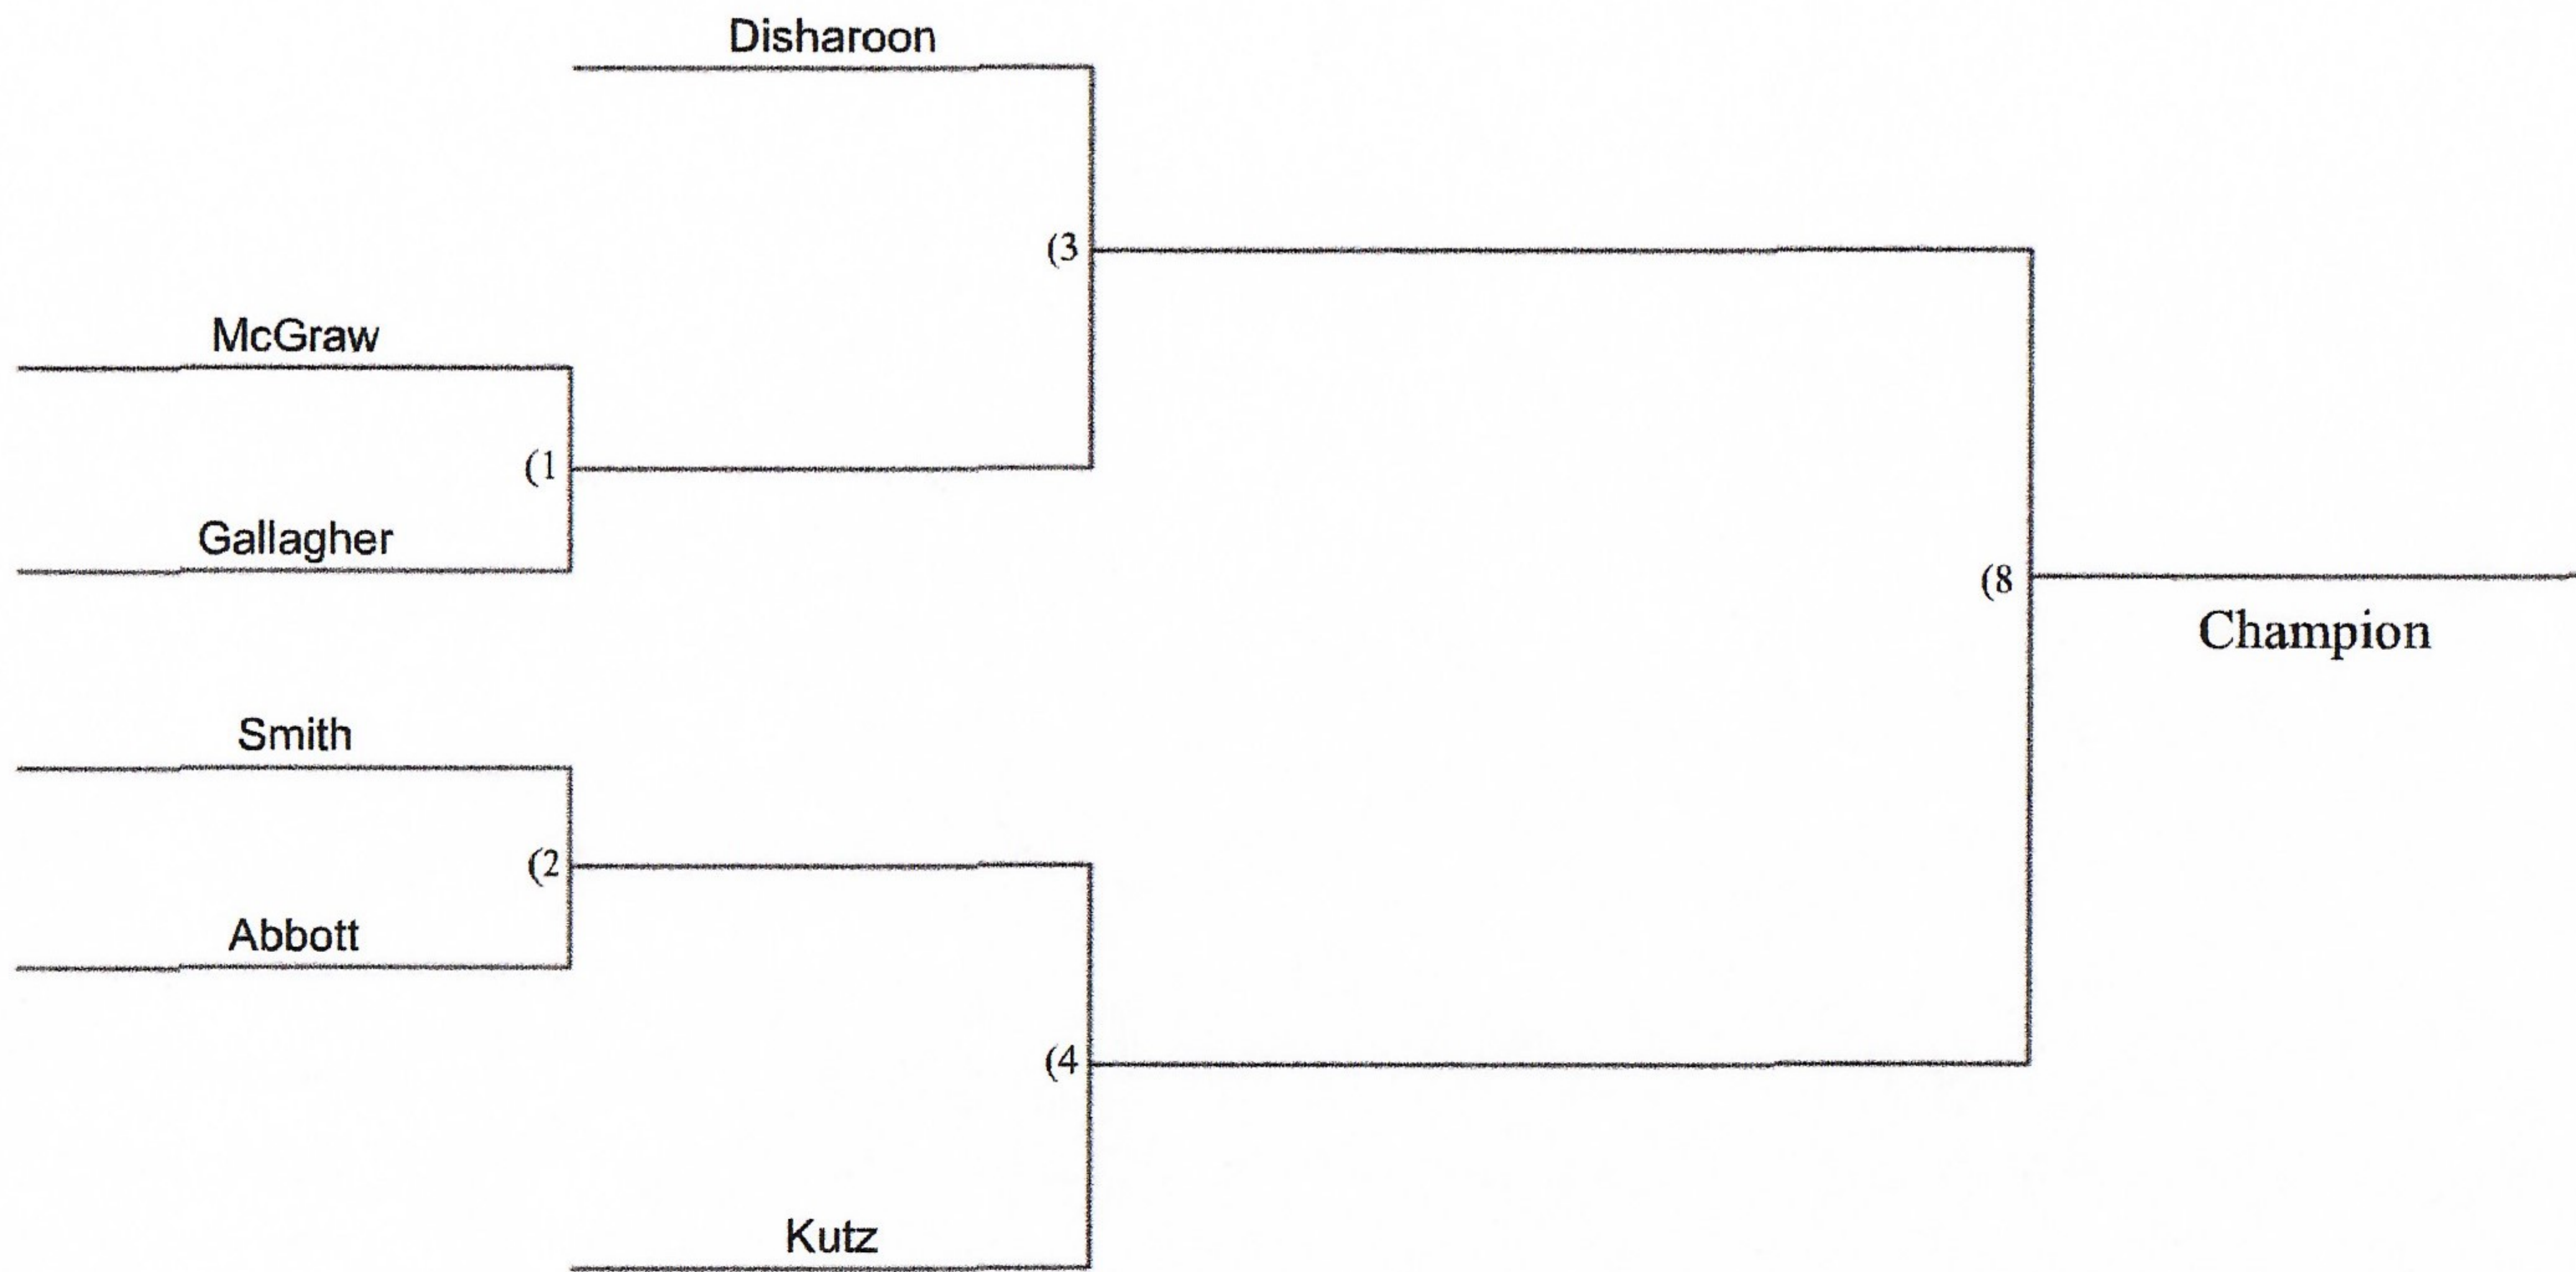 Disharoon
(3
McGraw
(1
Gallagher
(8
Champion
Smith
(2
Abbott
(4
Kutz